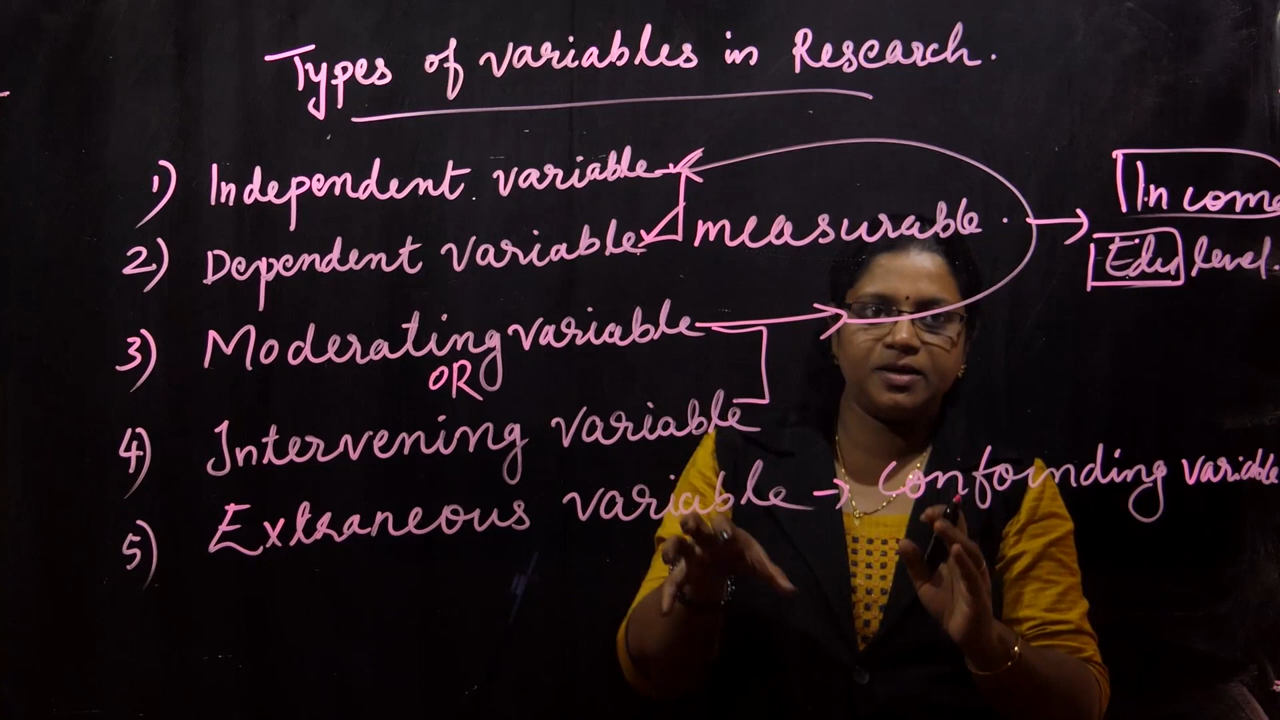 Types of variables in Research.
1) Independent variable.
2) Dependent variable measurable.
3) Moderating variable
OR
4) Intervening variable
5) Extraneous variable → confounding variable
Income
Edu level.